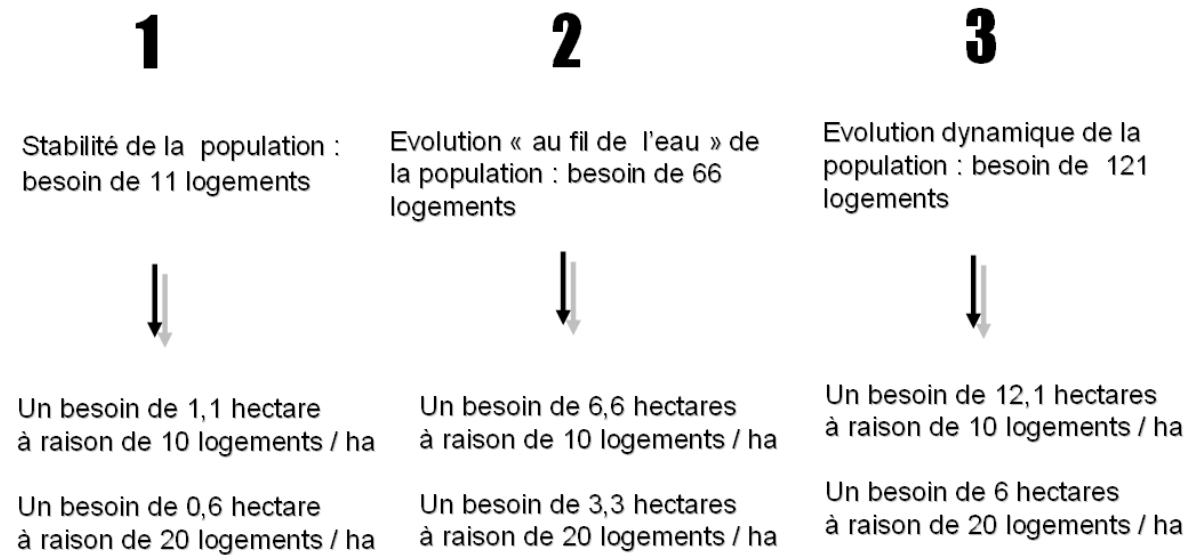 1
Stabilité de la population :
besoin de 11 logements
Un besoin de 1,1 hectare
à raison de 10 logements / ha
Un besoin de 0,6 hectare
à raison de 20 logements / ha
2
Evolution « au fil de l'eau » de
la population : besoin de 66
logements
Un besoin de 6,6 hectares
à raison de 10 logements / ha
Un besoin de 3,3 hectares
à raison de 20 logements / ha
3
Evolution dynamique de la
population : besoin de 121
logements
Un besoin de 12,1 hectares
à raison de 10 logements / ha
Un besoin de 6 hectares
à raison de 20 logements / ha